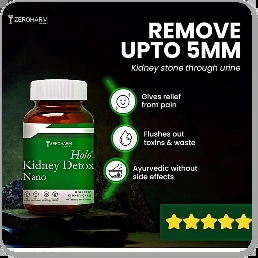 ZEROHARM
REMOVE
UPTO 5MM
Kidney stone through urine
Gives relief
from pain
Flushes out
toxins & waste
Ayurvedic without
side effects
ZEROHARM
Holo
Kidney Detox
Nano